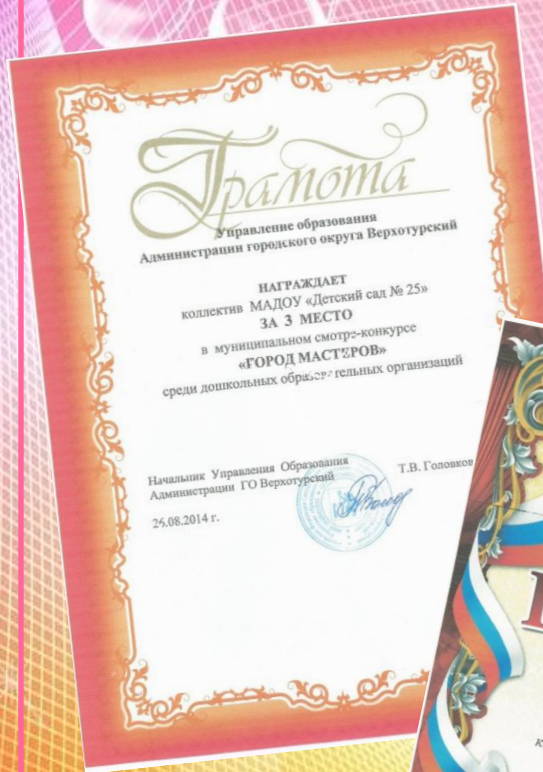 Грамота
Управление образования
Администрации городского округа Верхотурский
НАГРАЖДАЕТ
коллектив МАДОУ «Детский сад № 25»
ЗА 3 МЕСТО
в муниципальном смотре-конкурсе
«ГОРОД МАСТЕРОВ»
среди дошкольных образовательных организаций
Начальник Управления Образования
Администрации ГО Верхотурский
Т.В. Головков
26.08.2014 г.